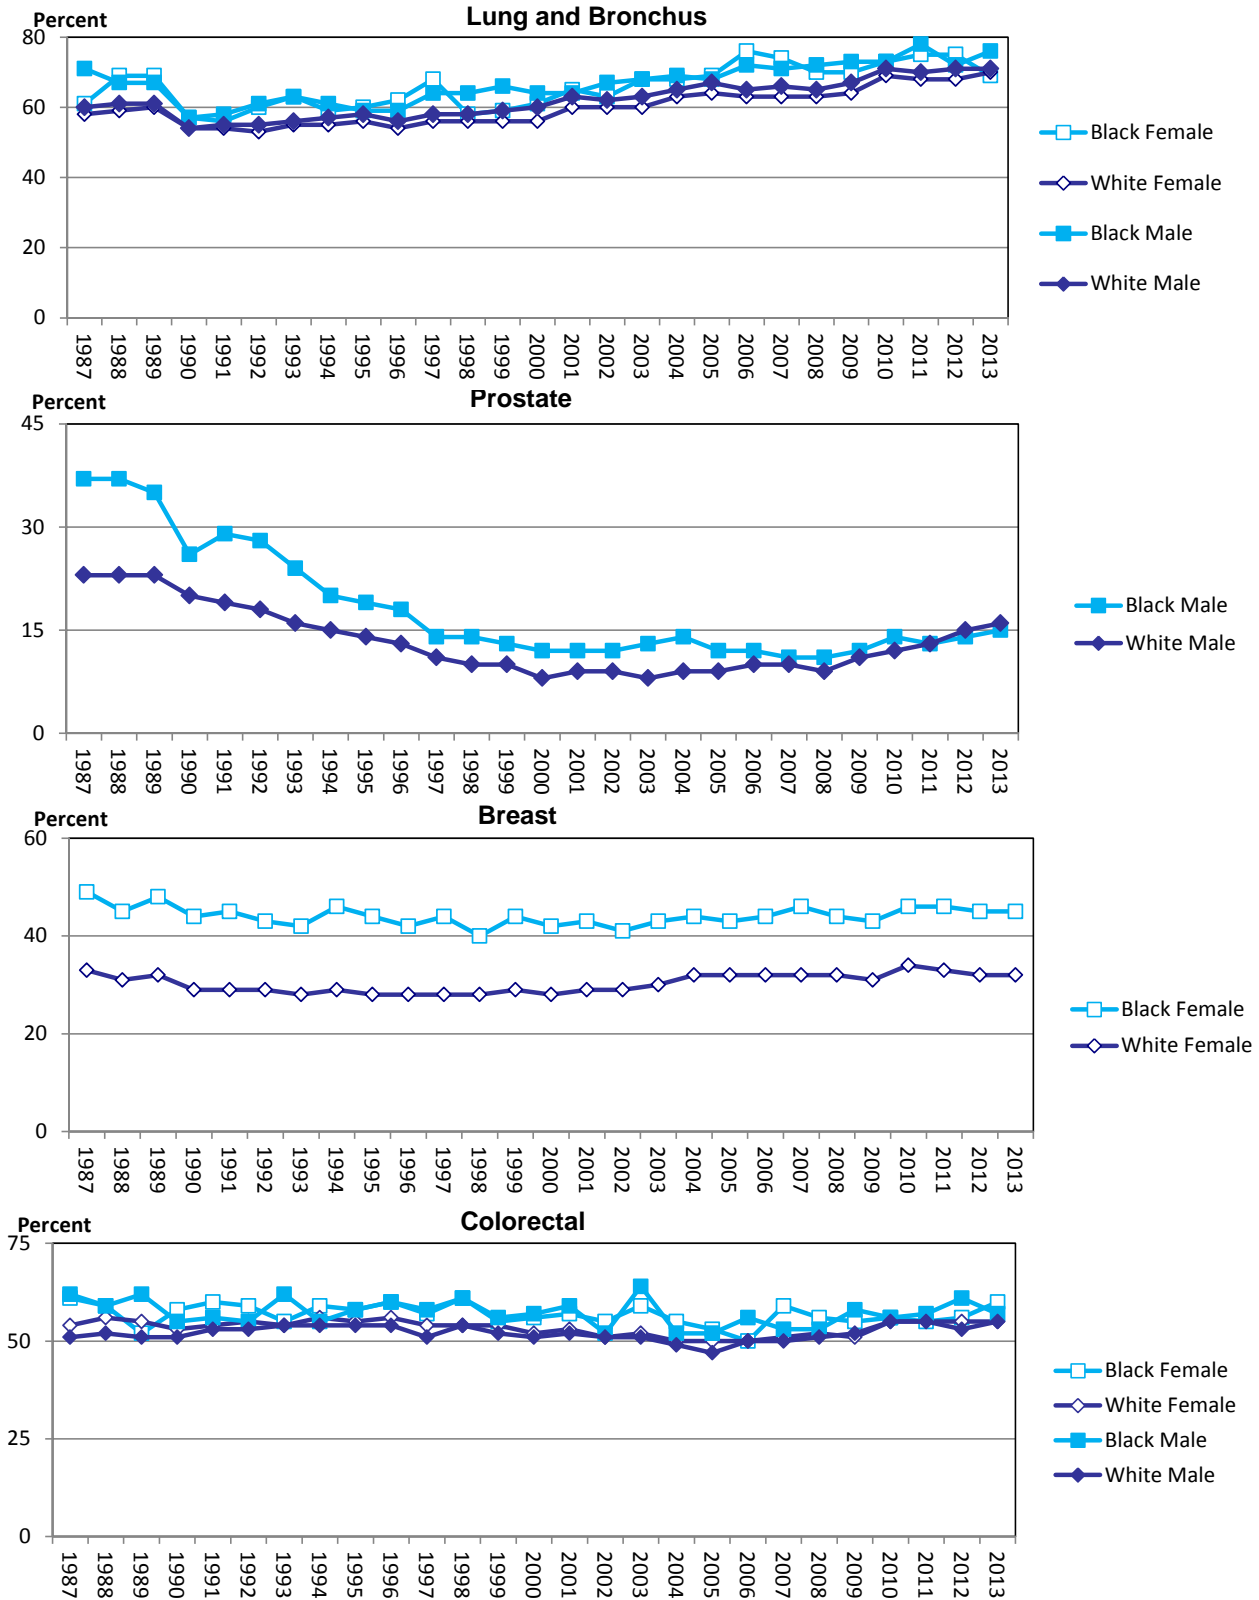 Lung and Bronchus
Percent
80
60
40
20
0
1987 1988 1989 1990 1991 1992 1993 1994 1995 1996 1997 1998 1999 2000 2001 2002 2003 2004 2005 2006 2007 2008 2009 2010 2011 2012 2013
Black Female
White Female
Black Male
White Male
Prostate
Percent
45
30
15
0
1987 1988 1989 1990 1991 1992 1993 1994 1995 1996 1997 1998 1999 2000 2001 2002 2003 2004 2005 2006 2007 2008 2009 2010 2011 2012 2013
Black Male
White Male
Breast
Percent
60
40
20
0
1987 1988 1989 1990 1991 1992 1993 1994 1995 1996 1997 1998 1999 2000 2001 2002 2003 2004 2005 2006 2007 2008 2009 2010 2011 2012 2013
Black Female
White Female
Colorectal
Percent
75
50
25
0
1987 1988 1989 1990 1991 1992 1993 1994 1995 1996 1997 1998 1999 2000 2001 2002 2003 2004 2005 2006 2007 2008 2009 2010 2011 2012 2013
Black Female
White Female
Black Male
White Male